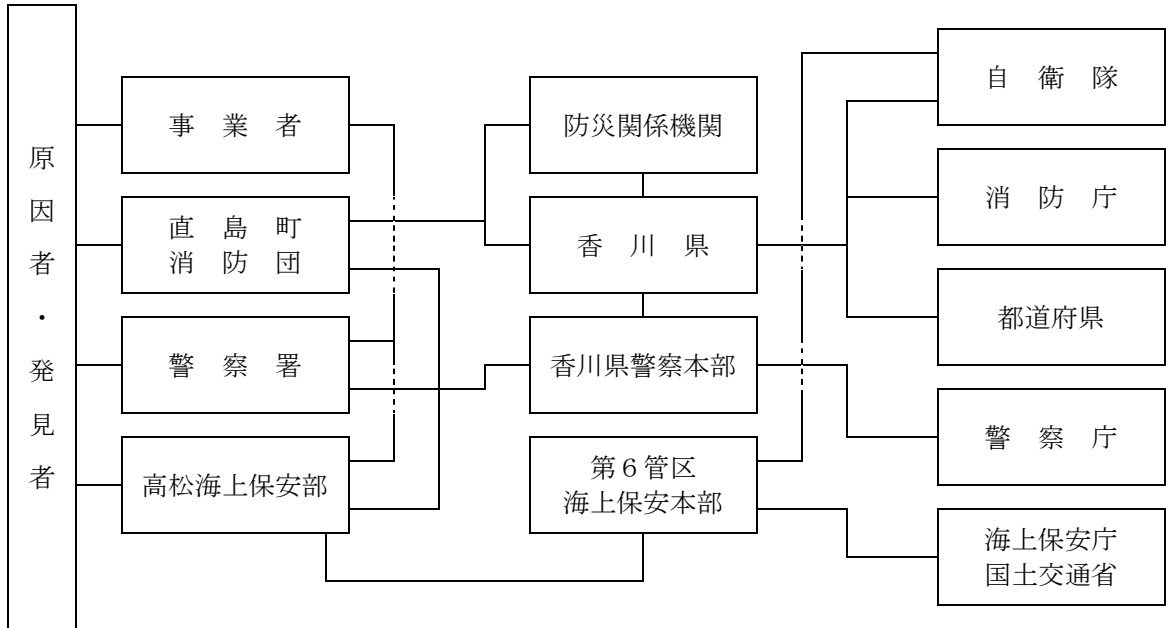 原因者・発見者
事業者
直島町
消防団
警察署
高松海上保安部
防災関係機関
香川県
香川県警察本部
第６管区
海上保安本部
自衛隊
消防庁
都道府県
警察庁
海上保安庁
国土交通省